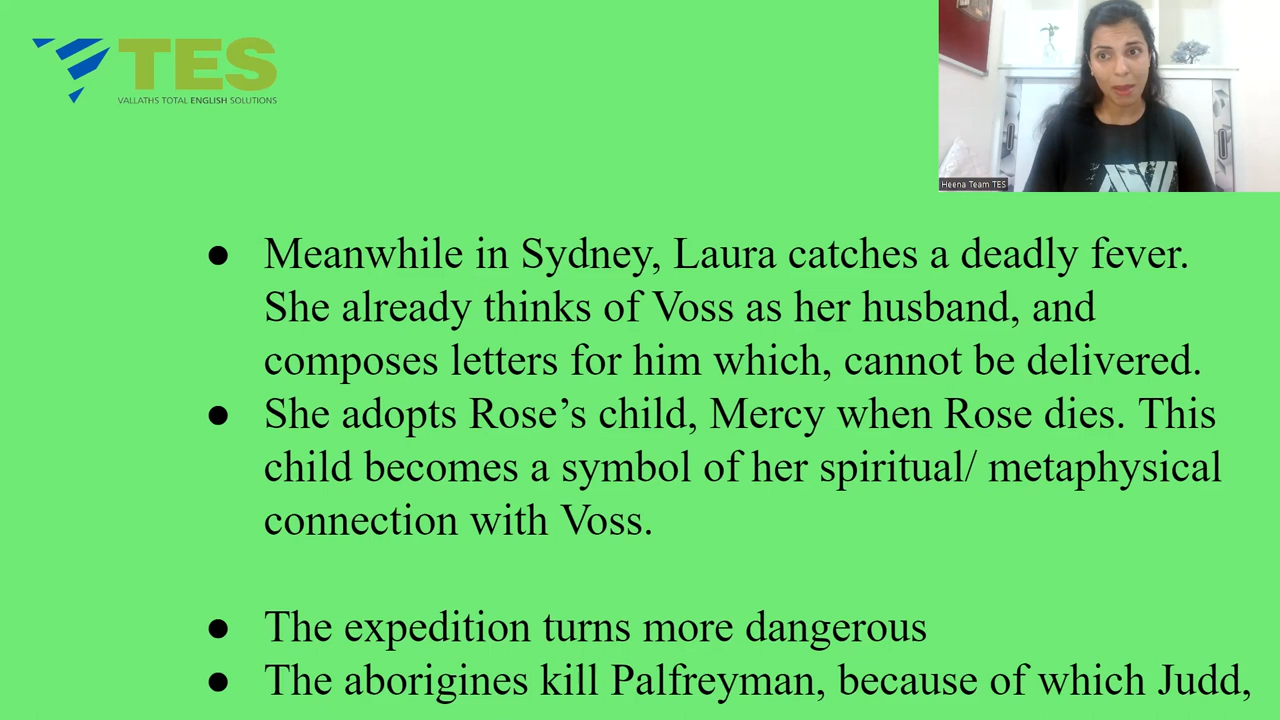 TES
VALLATHS TOTAL ENGLISH SOLUTIONS
Heena Team TES
● Meanwhile in Sydney, Laura catches a deadly fever.
She already thinks of Voss as her husband, and
composes letters for him which, cannot be delivered.
● She adopts Rose’s child, Mercy when Rose dies. This
child becomes a symbol of her spiritual/ metaphysical
connection with Voss.
● The expedition turns more dangerous
● The aborigines kill Palfreyman, because of which Judd,